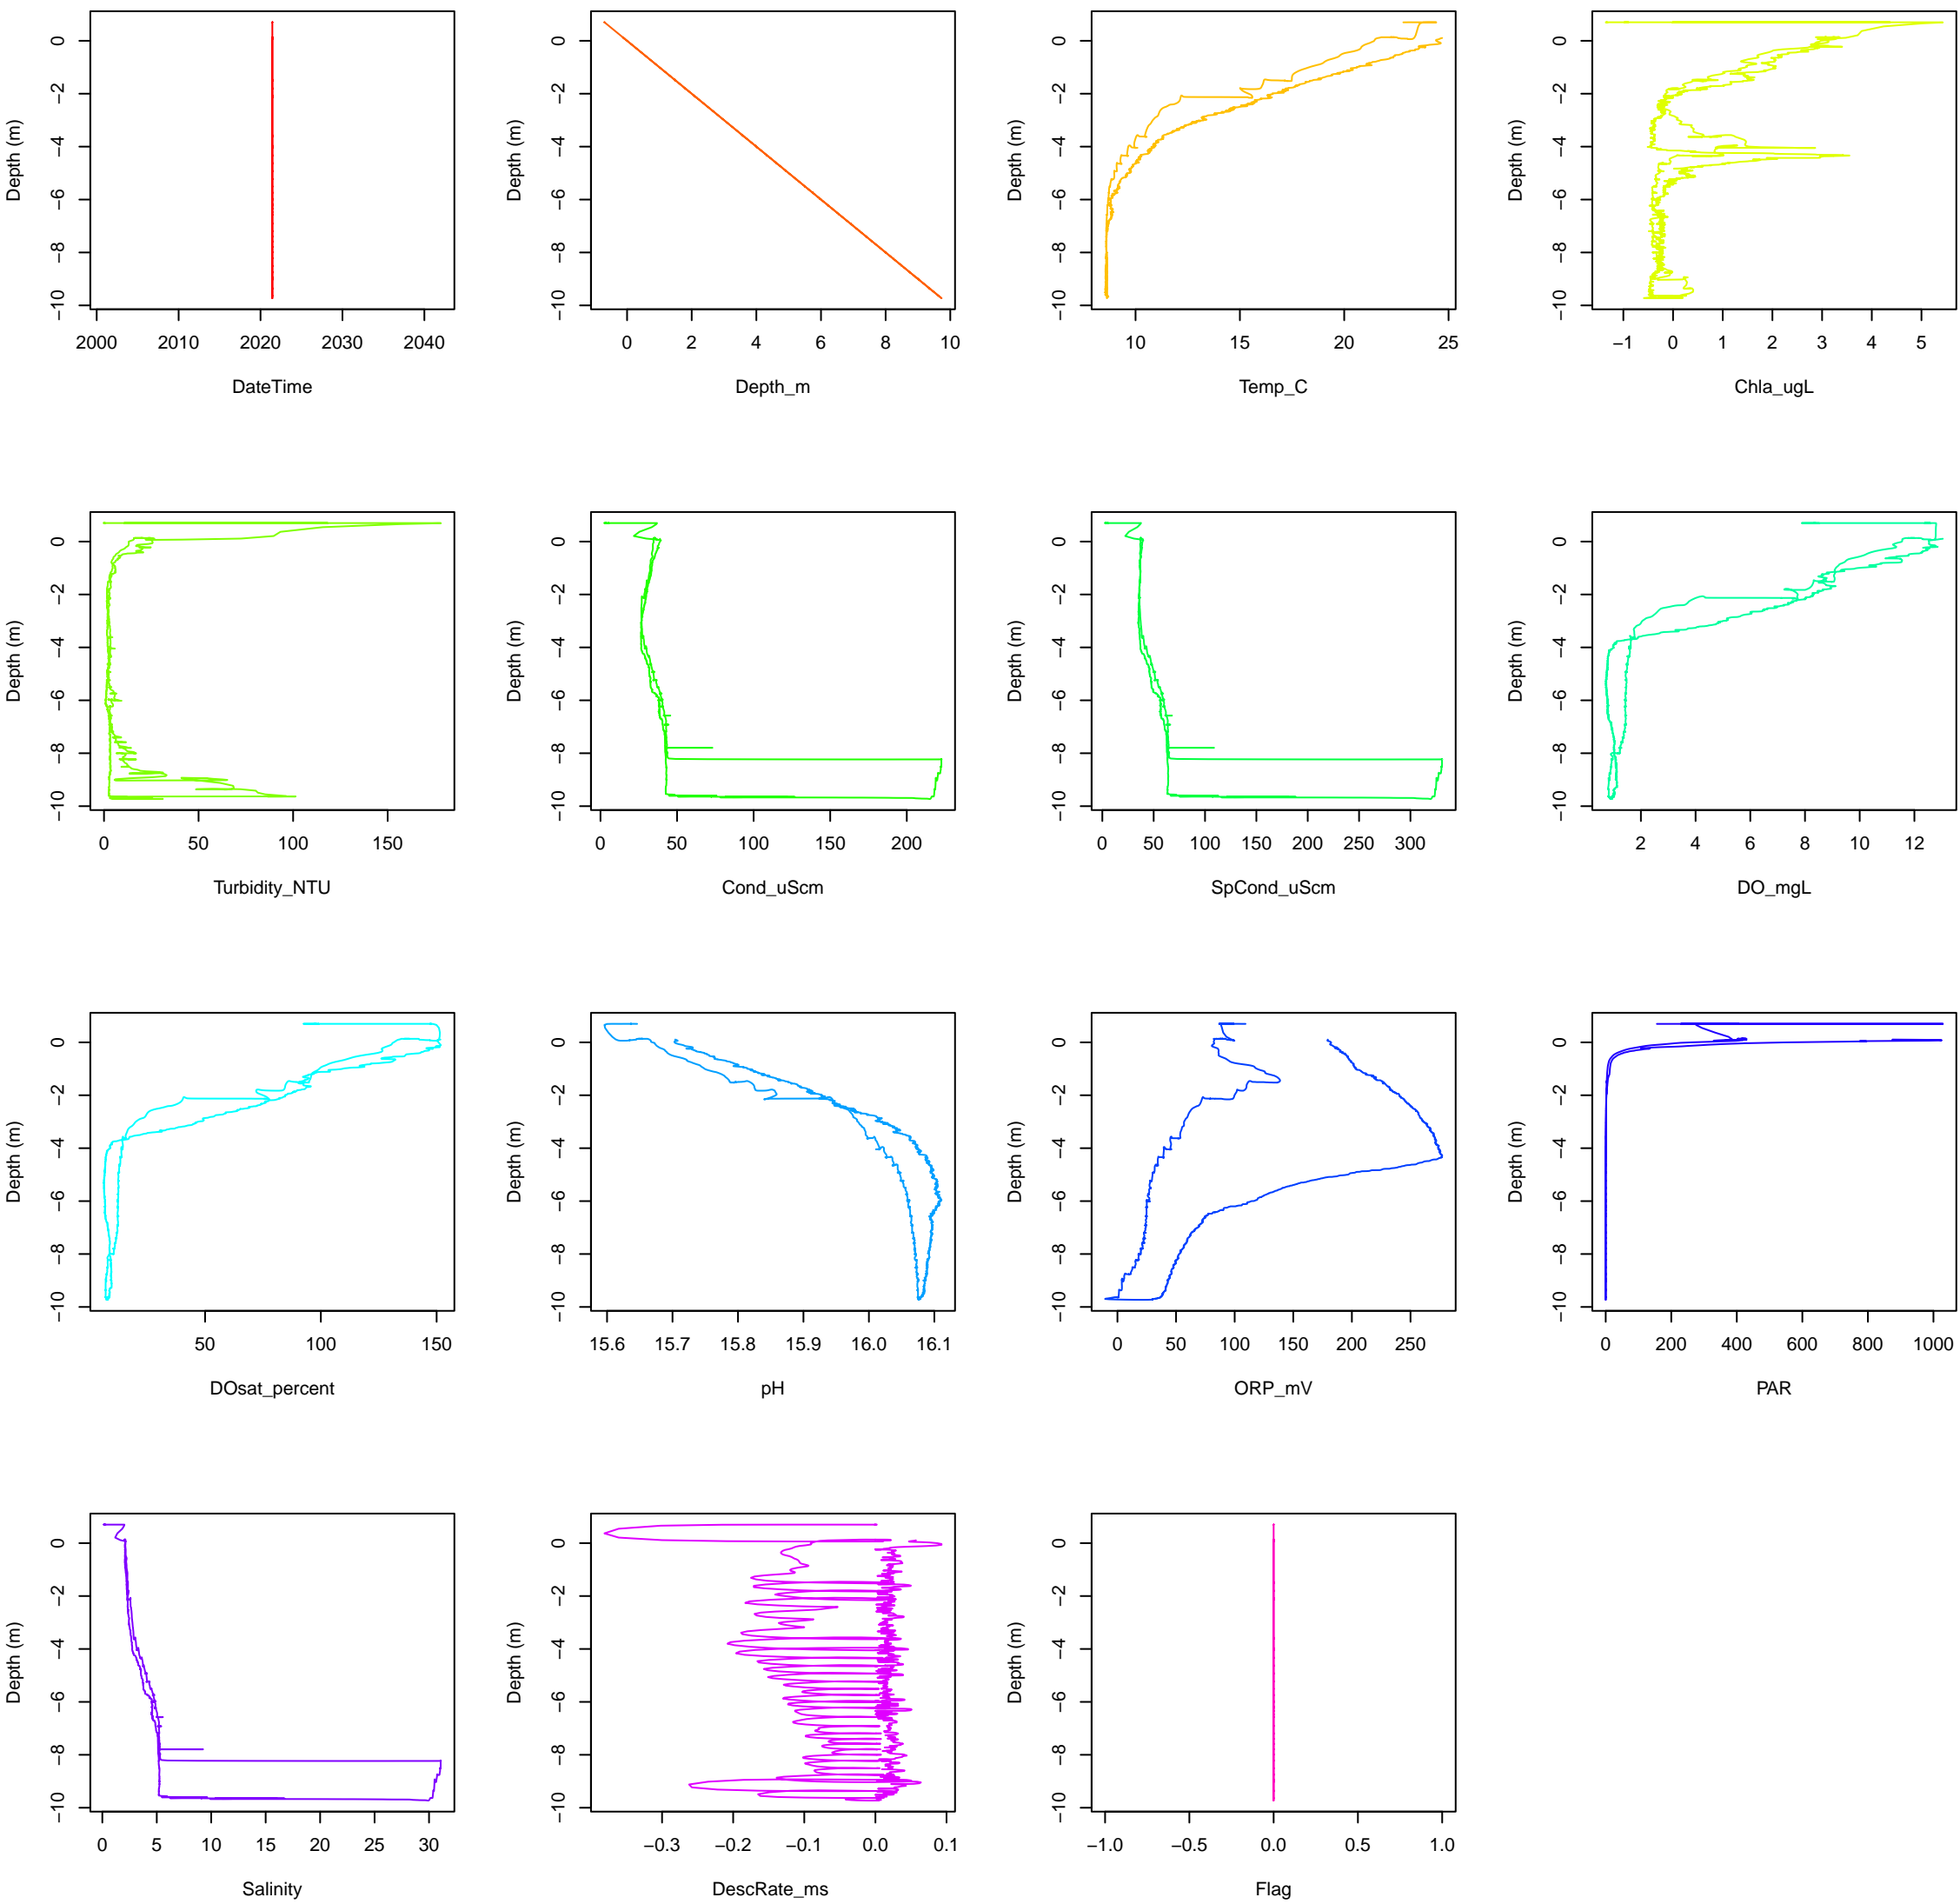 Depth (m)
0
−2
−4
−6
−8
−10
2000 2010 2020 2030 2040
DateTime
Depth (m)
0
−2
−4
−6
−8
−10
0 2 4 6 8 10
Depth_m
Depth (m)
0
−2
−4
−6
−8
−10
10 15 20 25
Temp_C
Depth (m)
0
−2
−4
−6
−8
−10
−1 0 1 2 3 4 5
Chla_ugL
Depth (m)
0
−2
−4
−6
−8
−10
0 50 100 150
Turbidity_NTU
Depth (m)
0
−2
−4
−6
−8
−10
0 50 100 150 200
Cond_uScm
Depth (m)
0
−2
−4
−6
−8
−10
0 50 100 150 200 250 300
SpCond_uScm
Depth (m)
0
−2
−4
−6
−8
−10
2 4 6 8 10 12
DO_mgL
Depth (m)
0
−2
−4
−6
−8
−10
50 100 150
DOsat_percent
Depth (m)
0
−2
−4
−6
−8
−10
15.6 15.7 15.8 15.9 16.0 16.1
pH
Depth (m)
0
−2
−4
−6
−8
−10
0 50 100 150 200 250
ORP_mV
Depth (m)
0
−2
−4
−6
−8
−10
0 200 400 600 800 1000
PAR
Depth (m)
0
−2
−4
−6
−8
−10
0 5 10 15 20 25 30
Salinity
Depth (m)
0
−2
−4
−6
−8
−10
−0.3 −0.2 −0.1 0.0 0.1
DescRate_ms
Depth (m)
0
−2
−4
−6
−8
−10
−1.0 −0.5 0.0 0.5 1.0
Flag